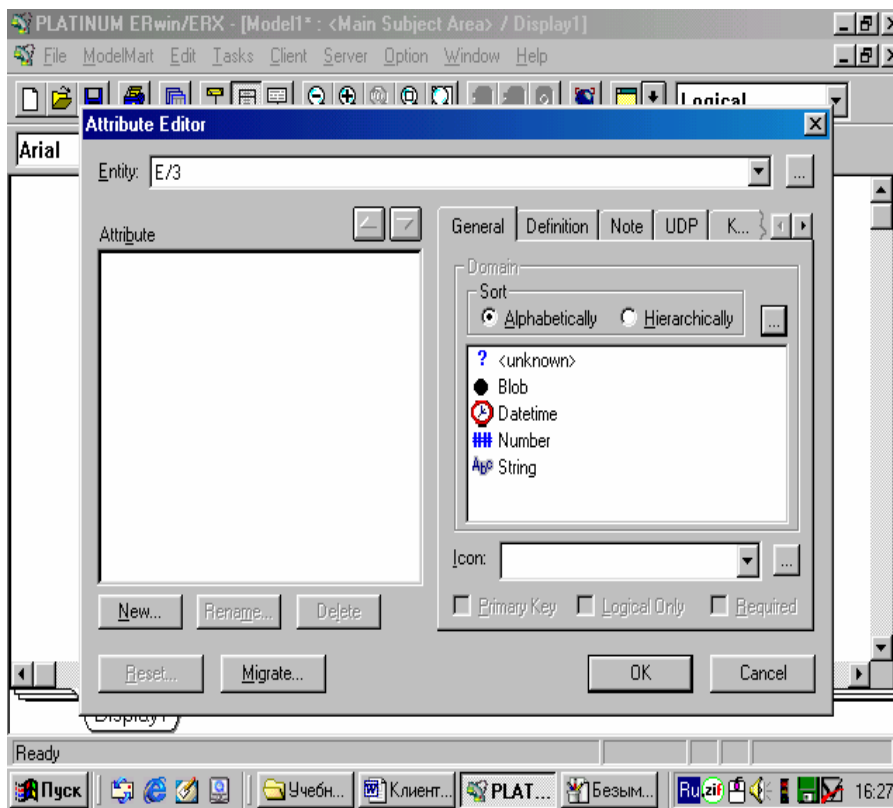 PLATINUM ERwin/ERX - [Model1* : <Main Subject Area> / Display1]
File ModelMart Edit Tasks Client Server Option Window Help
Logical
Attribute Editor
Arial
Entity: E/3
...
Attribute
General Definition Note UDP K...
Domain
Sort
Alphabetically Hierarchically ...
? <unknown>
Blob
Datetime
## Number
Abc String
Icon: ...
Primary Key Logical Only Required
New... Rename... Delete
Reset... Migrate... OK Cancel
Display1
Ready
Пуск Учебн... Клиент... PLAT... Безым... Ru zif 16:27